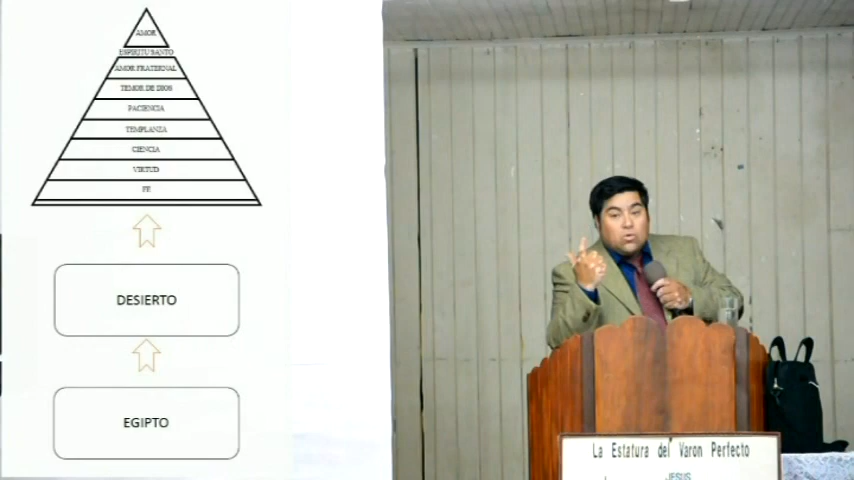 AMOR
ESPIRITU SANTO
AMOR FRATERNAL
TEMOR DE DIOS
PACIENCIA
TEMPLANZA
CIENCIA
VIRTUD
FE
DESIERTO
EGIPTO
La Estatura del Varon Perfecto
JESUS